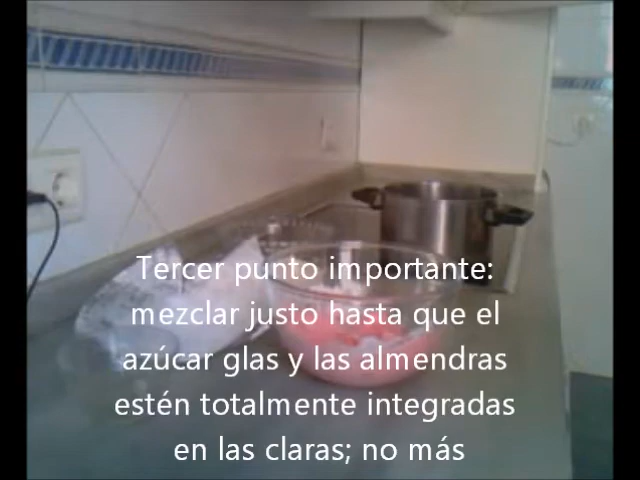 Tercer punto importante:
mezclar justo hasta que el
azúcar glas y las almendras
estén totalmente integradas
en las claras; no más